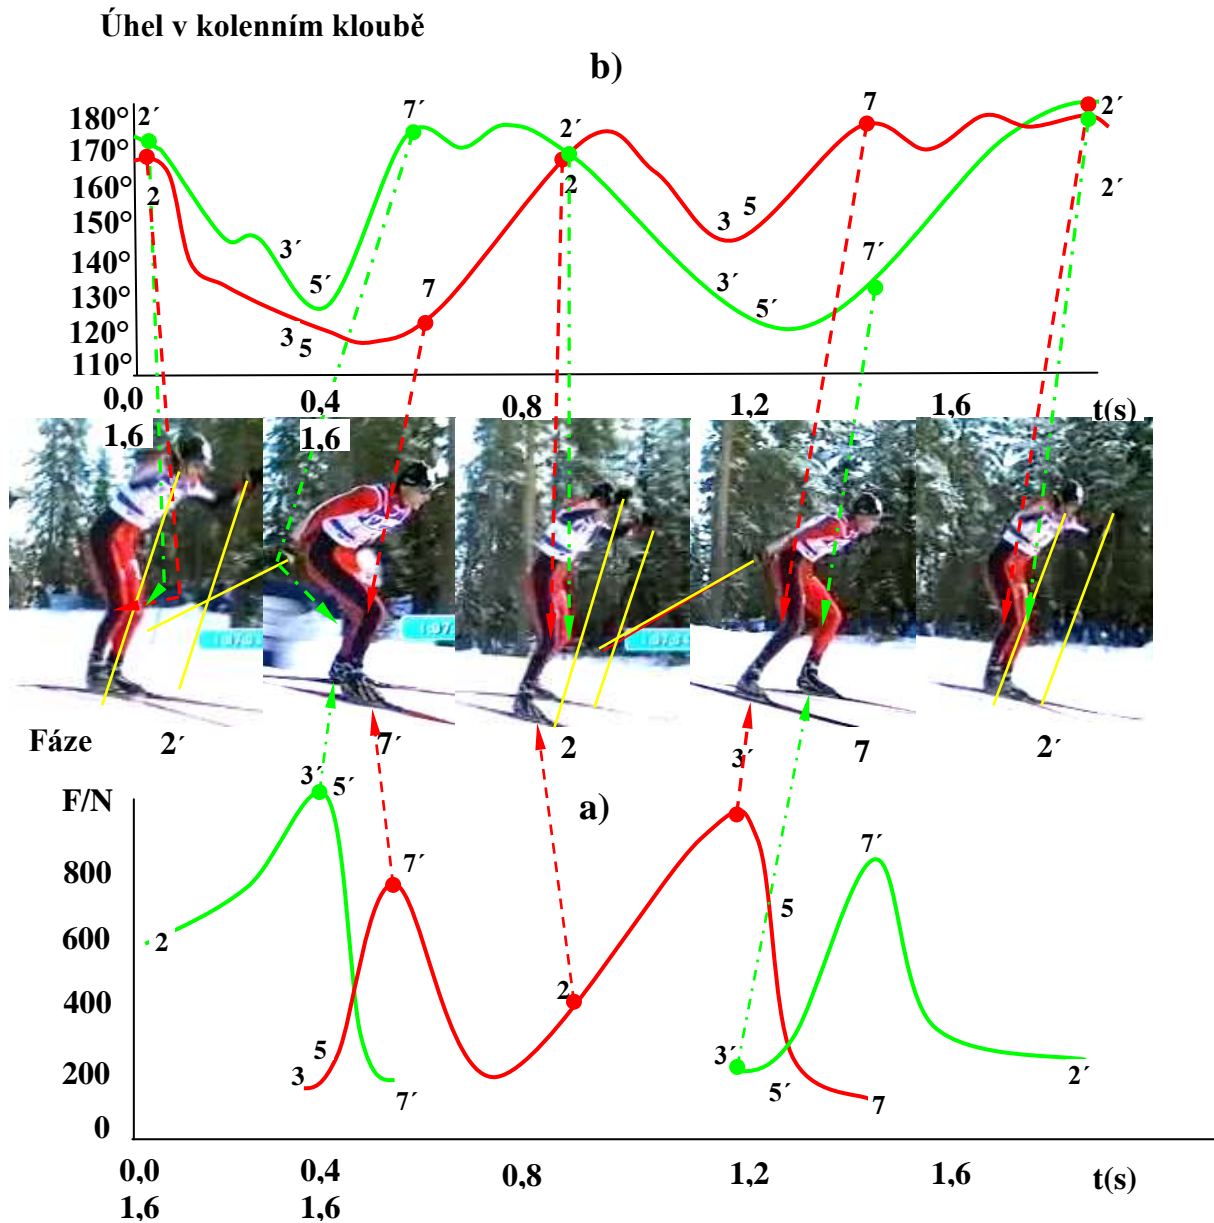 Úhel v kolenním kloubě
b)
180° 2´ 7´ 2´ 7 2´
170°
160° 2 2 2´
150° 3 5
140° 3´ 7´
130° 5´ 7 3´ 5´
120° 3 5
110°
0,0 0,4 0,8 1,2 1,6 t(s)
1,6 1,6
Fáze 2´ 7´ 2 3´ 7 2´
F/N 3´ 5´ a)
800 7´ 7´
600 2 5
400 2
200 3 5 7´ 3´ 5´ 7 2´
0
0,0 0,4 0,8 1,2 1,6 t(s)
1,6 1,6